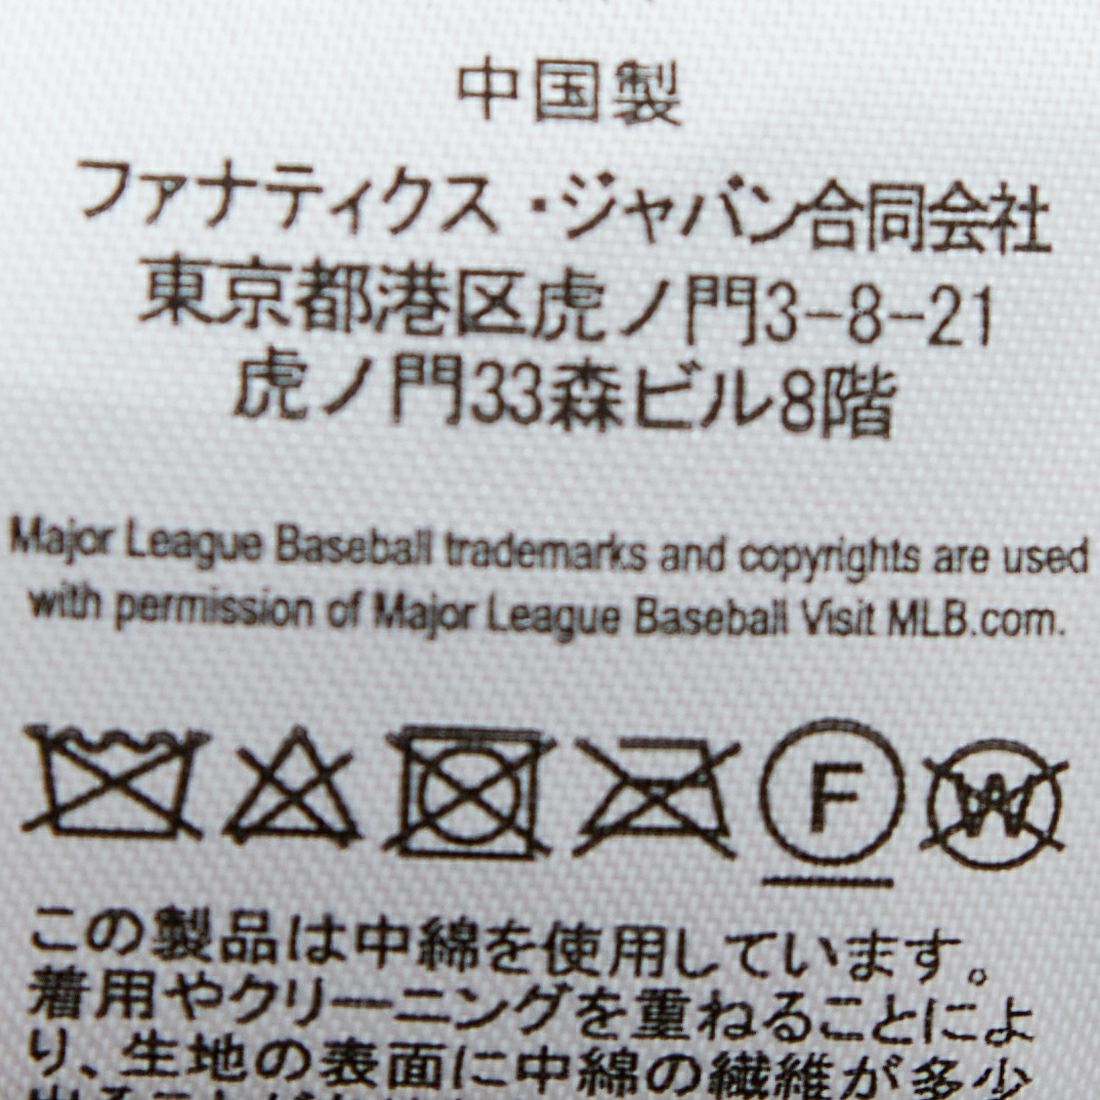 中国製
ファナティクス・ジャパン合同会社
東京都港区虎ノ門3-8-21
虎ノ門33森ビル8階
Major League Baseball trademarks and copyrights are used
with permission of Major League Baseball Visit MLB.com.
F
W
この製品は中綿を使用しています。
着用やクリーニングを重ねることによ
り、生地の表面に中綿の繊維が多少